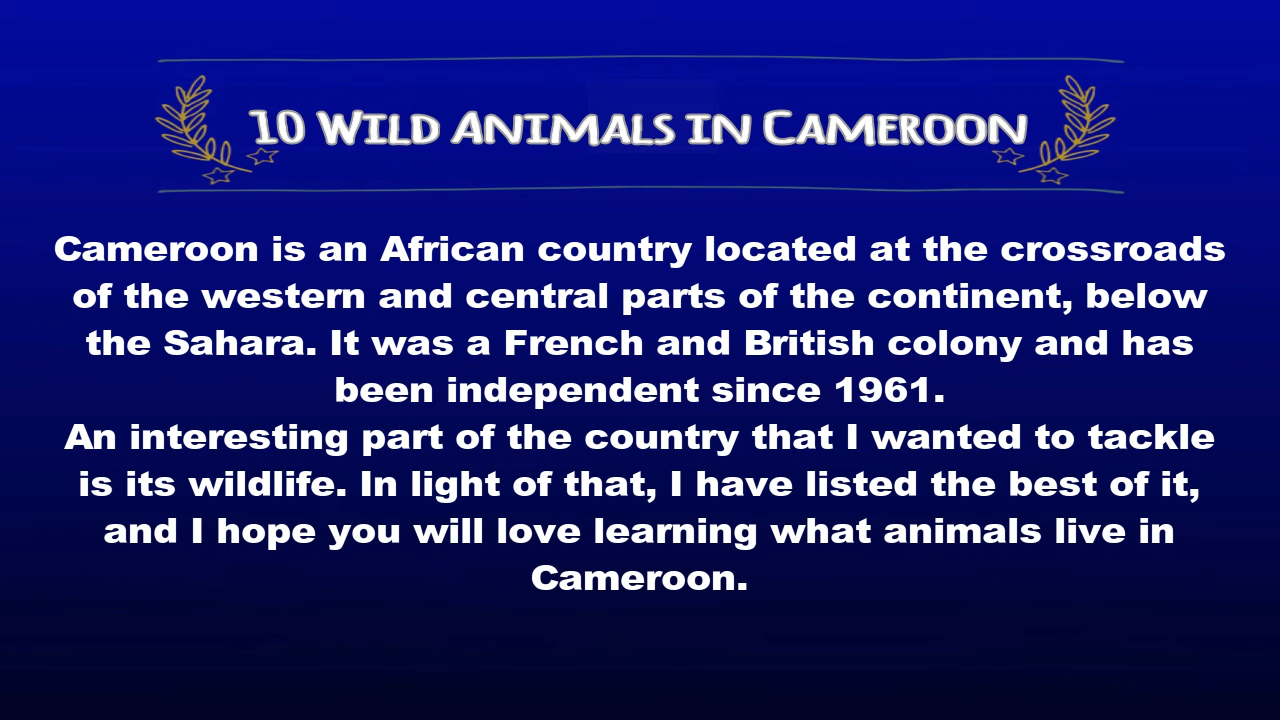 10 Wild Animals in Cameroon
Cameroon is an African country located at the crossroads
of the western and central parts of the continent, below
the Sahara. It was a French and British colony and has
been independent since 1961.
An interesting part of the country that I wanted to tackle
is its wildlife. In light of that, I have listed the best of it,
and I hope you will love learning what animals live in
Cameroon.